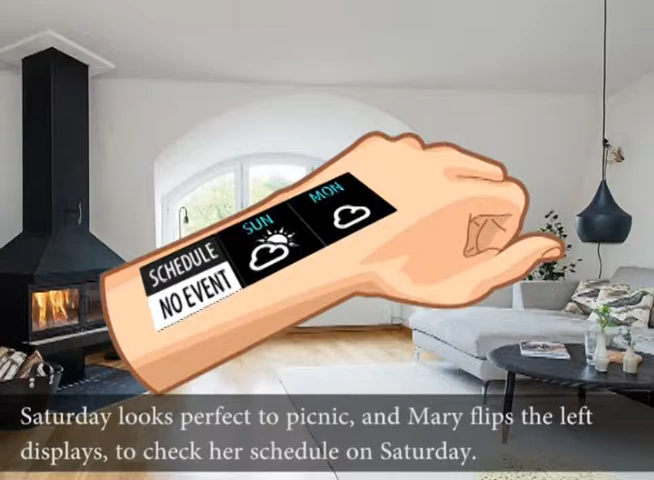 SCHEDULE
NO EVENT
SUN
MON
Saturday looks perfect to picnic, and Mary flips the left
displays, to check her schedule on Saturday.